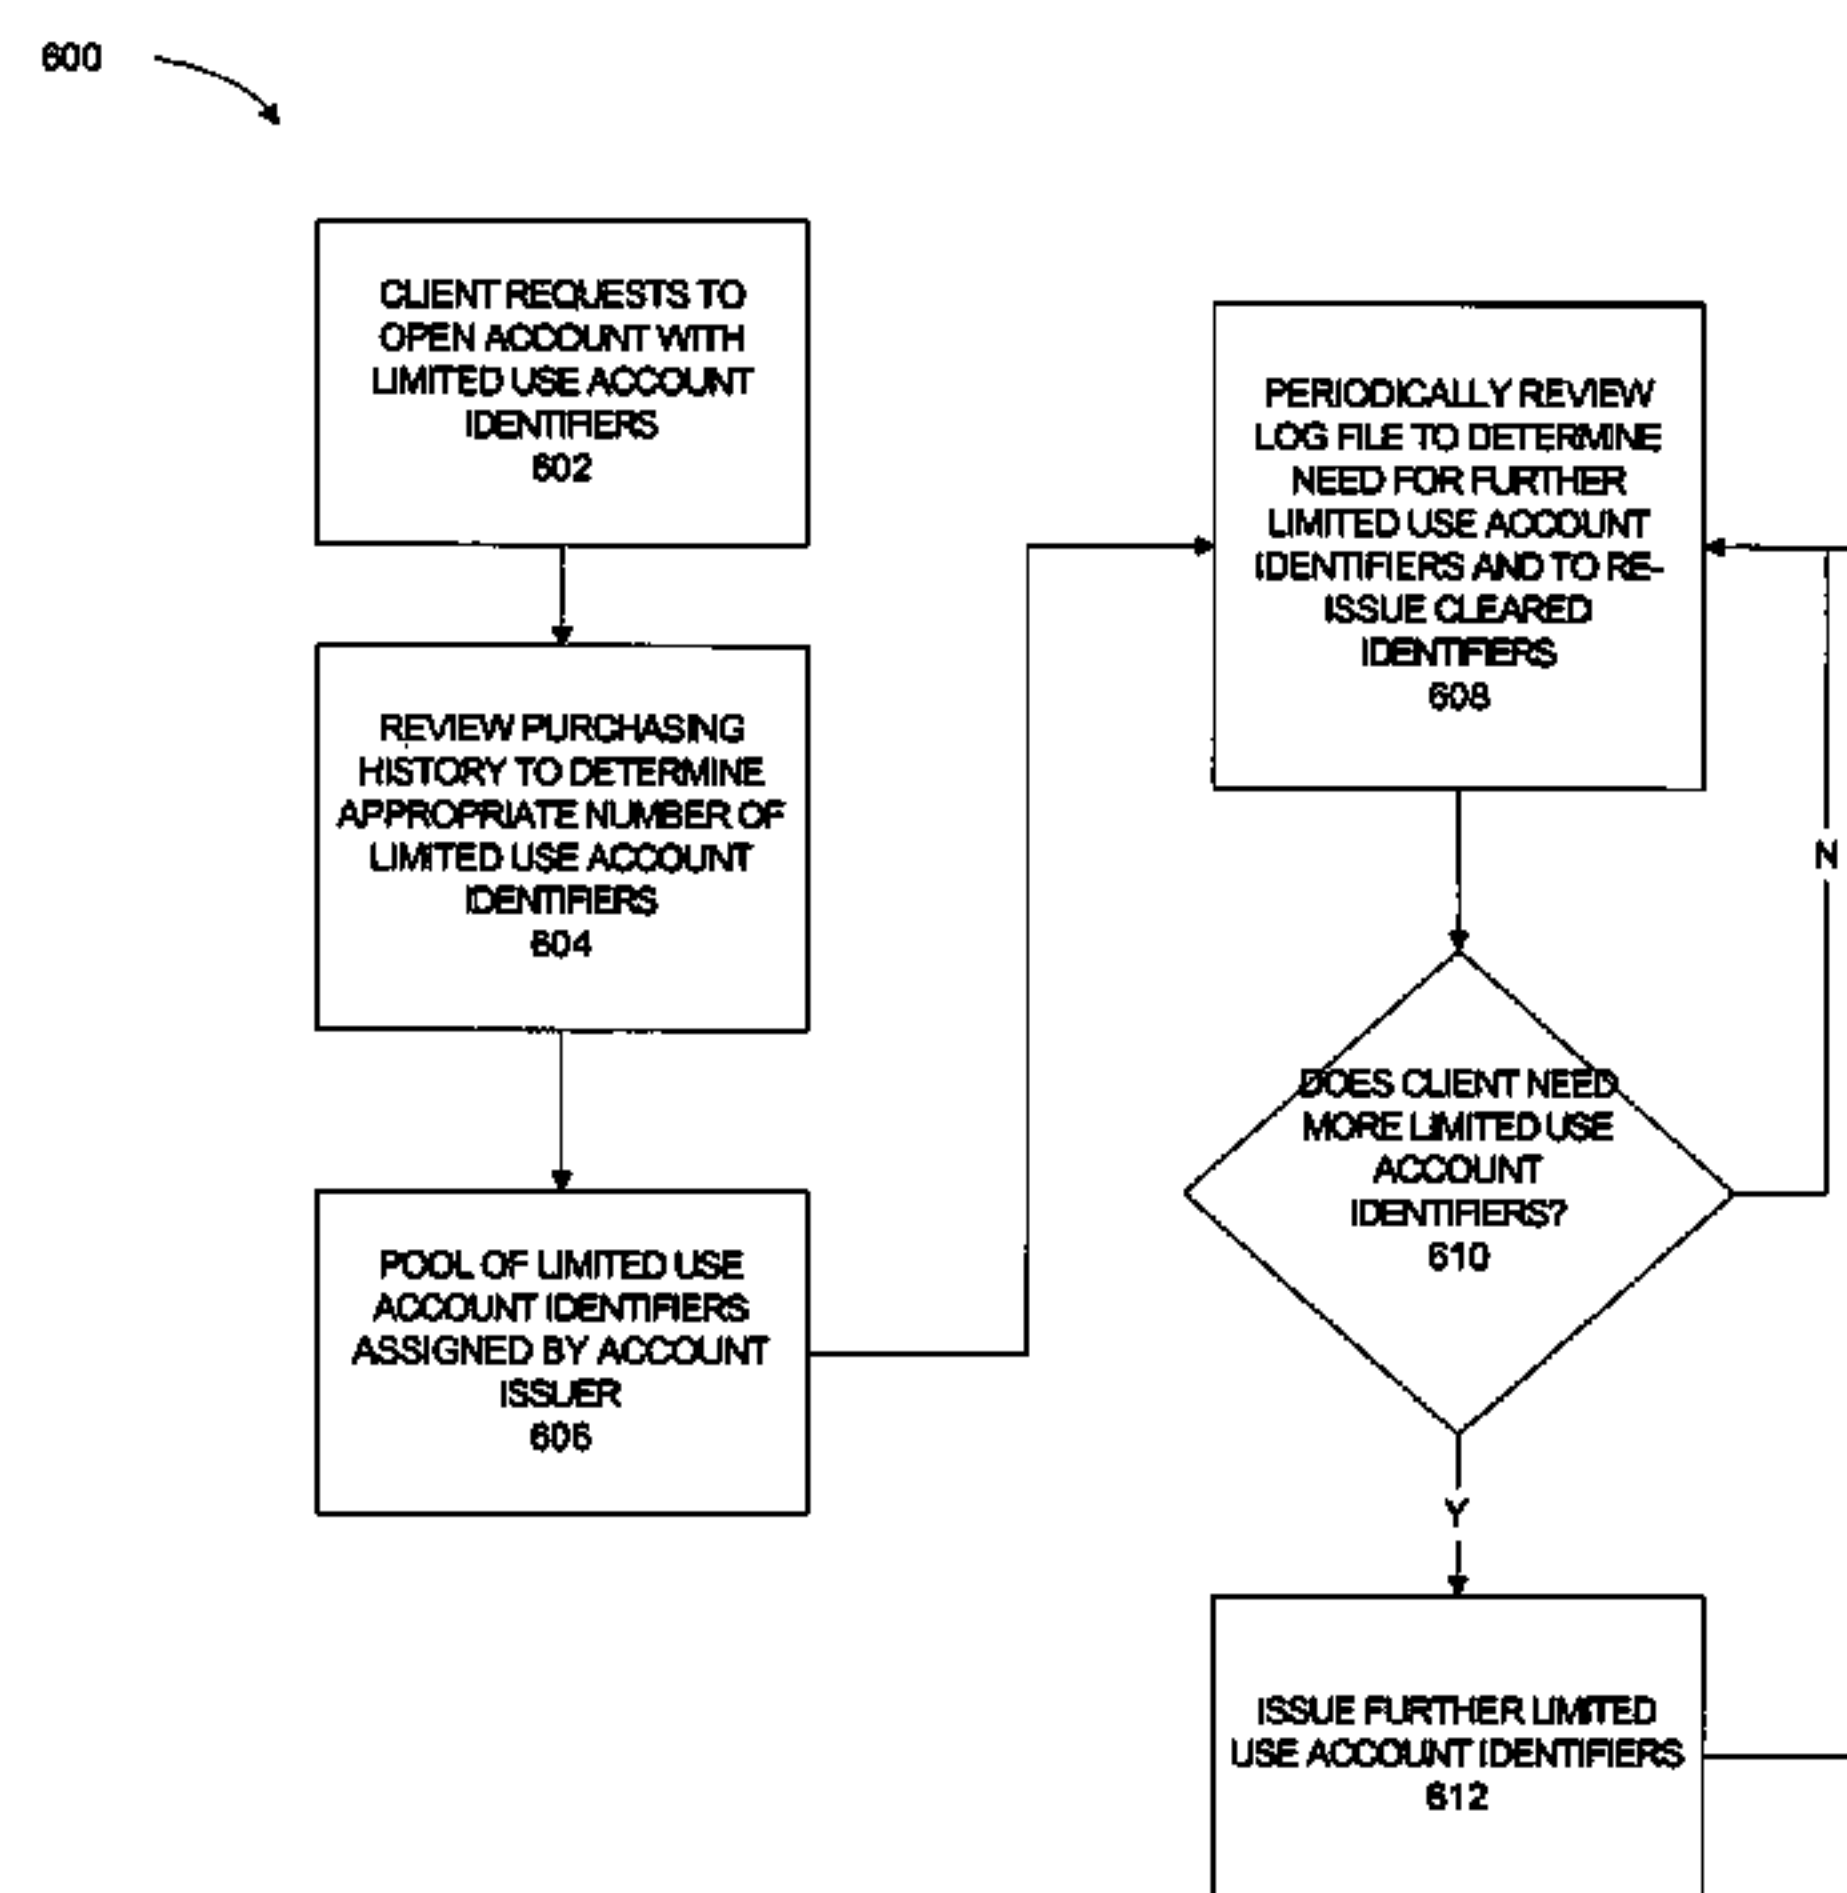 600
CLIENT REQUESTS TO
OPEN ACCOUNT WITH
LIMITED USE ACCOUNT
IDENTIFIERS
602
REVIEW PURCHASING
HISTORY TO DETERMINE
APPROPRIATE NUMBER OF
LIMITED USE ACCOUNT
IDENTIFIERS
604
POOL OF LIMITED USE
ACCOUNT IDENTIFIERS
ASSIGNED BY ACCOUNT
ISSUER
606
PERIODICALLY REVIEW
LOG FILE TO DETERMINE
NEED FOR FURTHER
LIMITED USE ACCOUNT
IDENTIFIERS AND TO RE-
ISSUE CLEARED
IDENTIFIERS
608
N
DOES CLIENT NEED
MORE LIMITED USE
ACCOUNT
IDENTIFIERS?
610
Y
ISSUE FURTHER LIMITED
USE ACCOUNT IDENTIFIERS
612